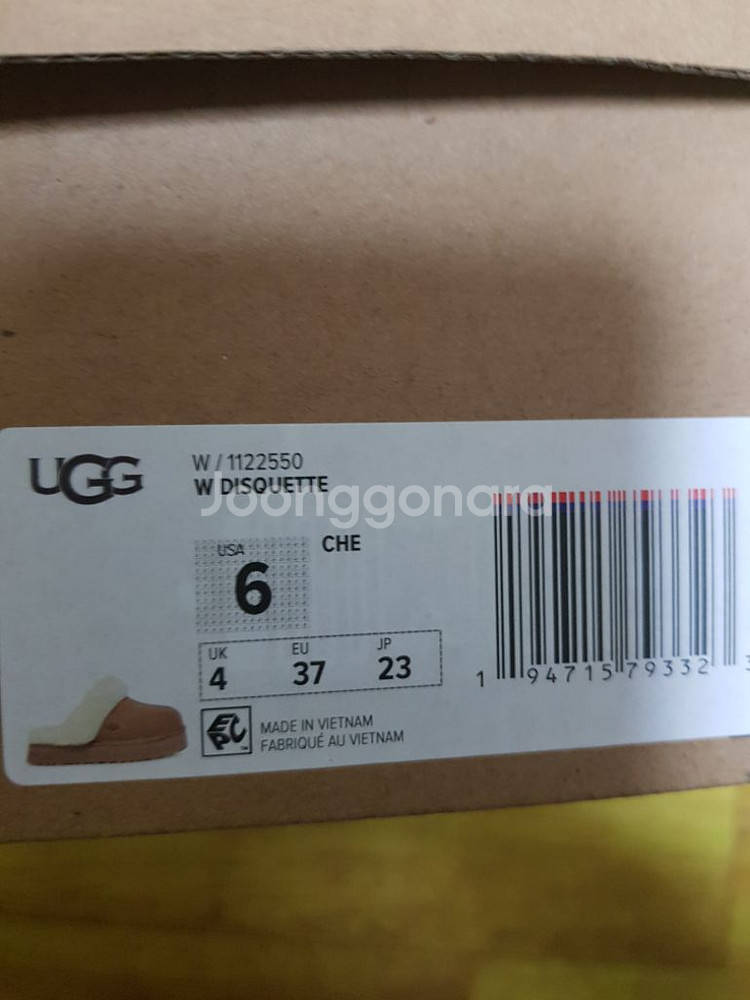 UGG
W / 1122550
W DISQUETTE
Joonggonara
USA
6
CHE
UK
4
EU
37
JP
23
1 94715 79332 3
EPC™
MADE IN VIETNAM
FABRIQUÉ AU VIETNAM